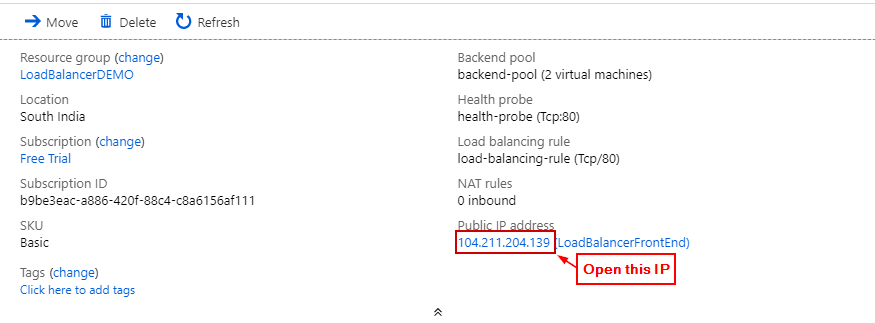 Move Delete Refresh
Resource group (change)
LoadBalancerDEMO
Location
South India
Subscription (change)
Free Trial
Subscription ID
b9be3eac-a886-420f-88c4-c8a6156af111
SKU
Basic
Tags (change)
Click here to add tags
Backend pool
backend-pool (2 virtual machines)
Health probe
health-probe (Tcp:80)
Load balancing rule
load-balancing-rule (Tcp/80)
NAT rules
0 inbound
Public IP address
104.211.204.139 (LoadBalancerFrontEnd)
Open this IP